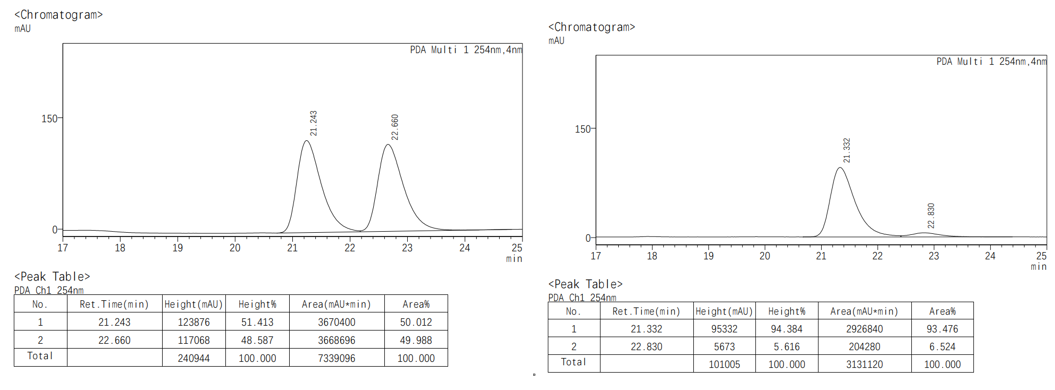 <Chromatogram>
mAU
PDA Multi 1 254nm,4nm
21.243
22.660
150
0
17 18 19 20 21 22 23 24 25
min
<Peak Table>
PDA Ch1 254nm
No. Ret.Time(min) Height(mAU) Height% Area(mAU*min) Area%
1 21.243 123876 51.413 3670400 50.012
2 22.660 117068 48.587 3668696 49.988
Total 240944 100.000 7339096 100.000
<Chromatogram>
mAU
PDA Multi 1 254nm,4nm
21.332
22.830
150
0
17 18 19 20 21 22 23 24 25
min
<Peak Table>
PDA Ch1 254nm
No. Ret.Time(min) Height(mAU) Height% Area(mAU*min) Area%
1 21.332 95332 94.384 2926840 93.476
2 22.830 5673 5.616 204280 6.524
Total 101005 100.000 3131120 100.000